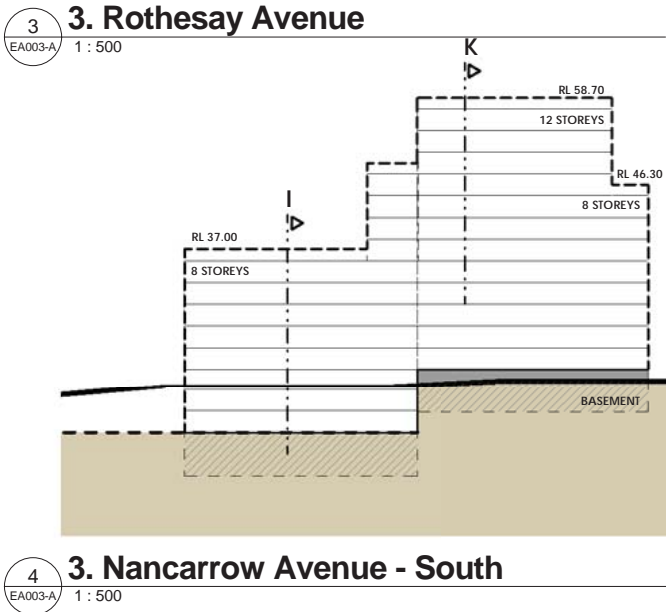 3
EA003-A
3. Rothesay Avenue
1 : 500
K
RL 58.70
12 STOREYS
RL 46.30
8 STOREYS
I
RL 37.00
8 STOREYS
BASEMENT
4
EA003-A
3. Nancarrow Avenue - South
1 : 500